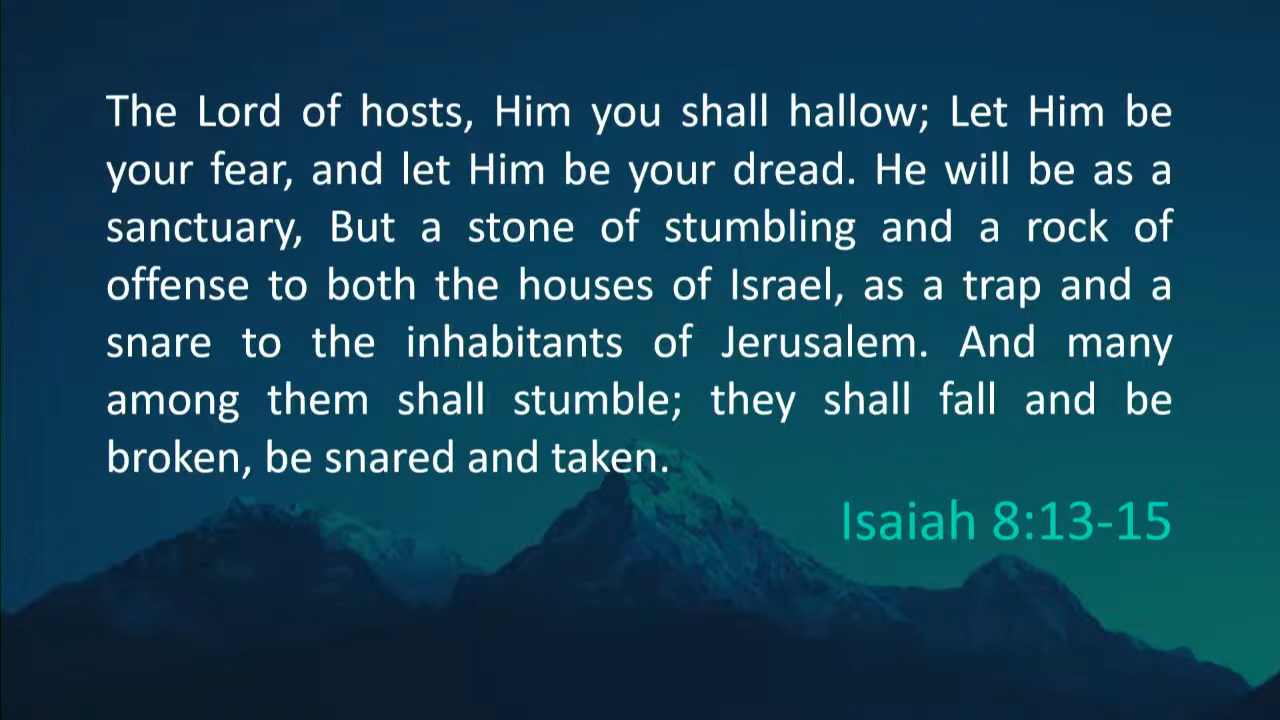 The Lord of hosts, Him you shall hallow; Let Him be
your fear, and let Him be your dread. He will be as a
sanctuary, But a stone of stumbling and a rock of
offense to both the houses of Israel, as a trap and a
snare to the inhabitants of Jerusalem. And many
among them shall stumble; they shall fall and be
broken, be snared and taken.
Isaiah 8:13-15